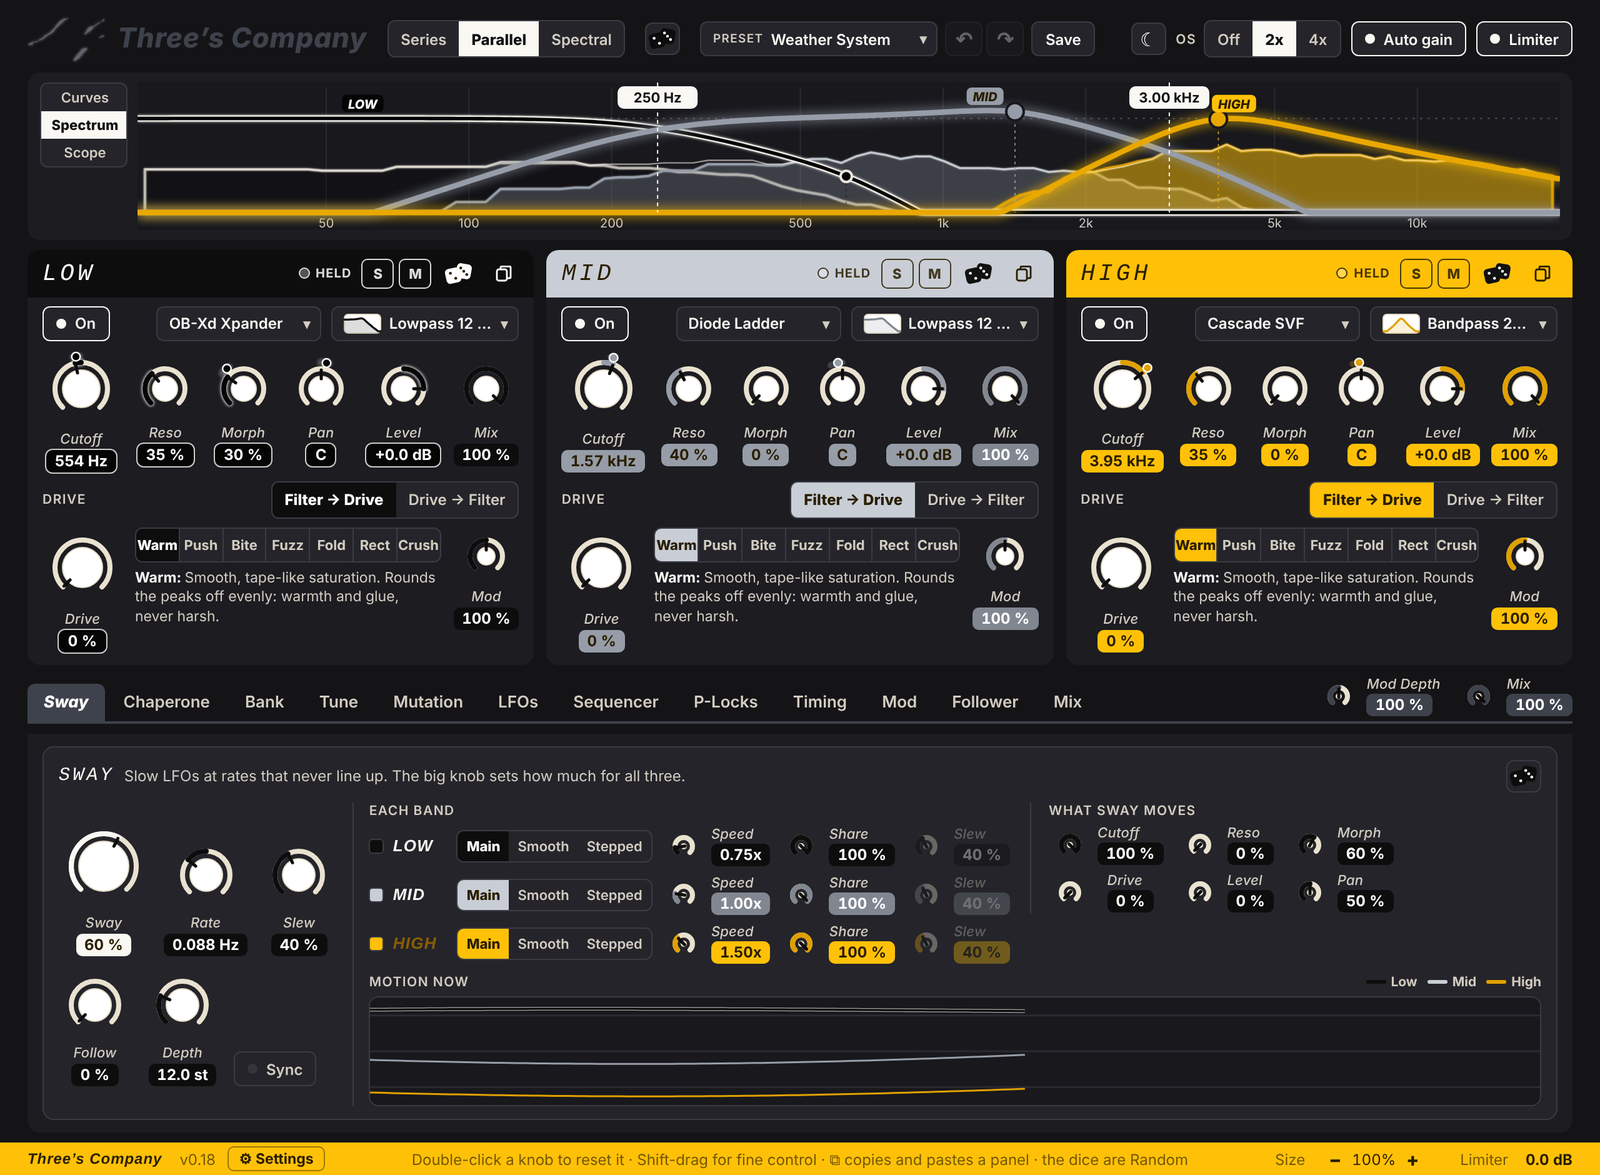 Three's Company
Series Parallel Spectral
PRESET Weather System
Save
OS Off 2x 4x
Auto gain
Limiter
Curves
Spectrum
Scope
LOW
250 Hz
MID
3.00 kHz
HIGH
50 100 200 500 1k 2k 5k 10k
LOW HELD S M
On OB-Xd Xpander Lowpass 12 ...
Cutoff Reso Morph Pan Level Mix
554 Hz 35 % 30 % C +0.0 dB 100 %
DRIVE Filter → Drive Drive → Filter
Warm Push Bite Fuzz Fold Rect Crush
Warm: Smooth, tape-like saturation. Rounds
the peaks off evenly: warmth and glue,
never harsh.
Drive
0 %
Mod
100 %
MID HELD S M
On Diode Ladder Lowpass 12 ...
Cutoff Reso Morph Pan Level Mix
1.57 kHz 40 % 0 % C +0.0 dB 100 %
DRIVE Filter → Drive Drive → Filter
Warm Push Bite Fuzz Fold Rect Crush
Warm: Smooth, tape-like saturation. Rounds
the peaks off evenly: warmth and glue,
never harsh.
Drive
0 %
Mod
100 %
HIGH HELD S M
On Cascade SVF Bandpass 2...
Cutoff Reso Morph Pan Level Mix
3.95 kHz 35 % 0 % C +0.0 dB 100 %
DRIVE Filter → Drive Drive → Filter
Warm Push Bite Fuzz Fold Rect Crush
Warm: Smooth, tape-like saturation. Rounds
the peaks off evenly: warmth and glue,
never harsh.
Drive
0 %
Mod
100 %
Sway Chaperone Bank Tune Mutation LFOs Sequencer P-Locks Timing Mod Follower Mix
Mod Depth
100 %
Mix
100 %
SWAY Slow LFOs at rates that never line up. The big knob sets how much for all three.
Sway Rate Slew
60 % 0.088 Hz 40 %
Follow Depth
0 % 12.0 st Sync
EACH BAND
LOW Main Smooth Stepped Speed 0.75x Share 100 % Slew 40 %
MID Main Smooth Stepped Speed 1.00x Share 100 % Slew 40 %
HIGH Main Smooth Stepped Speed 1.50x Share 100 % Slew 40 %
WHAT SWAY MOVES
Cutoff Reso Morph
100 % 0 % 60 %
Drive Level Pan
0 % 0 % 50 %
MOTION NOW Low Mid High
Three's Company v0.18 ⚙ Settings Double-click a knob to reset it · Shift-drag for fine control · ⧉ copies and pastes a panel · the dice are Random Size − 100% + Limiter 0.0 dB